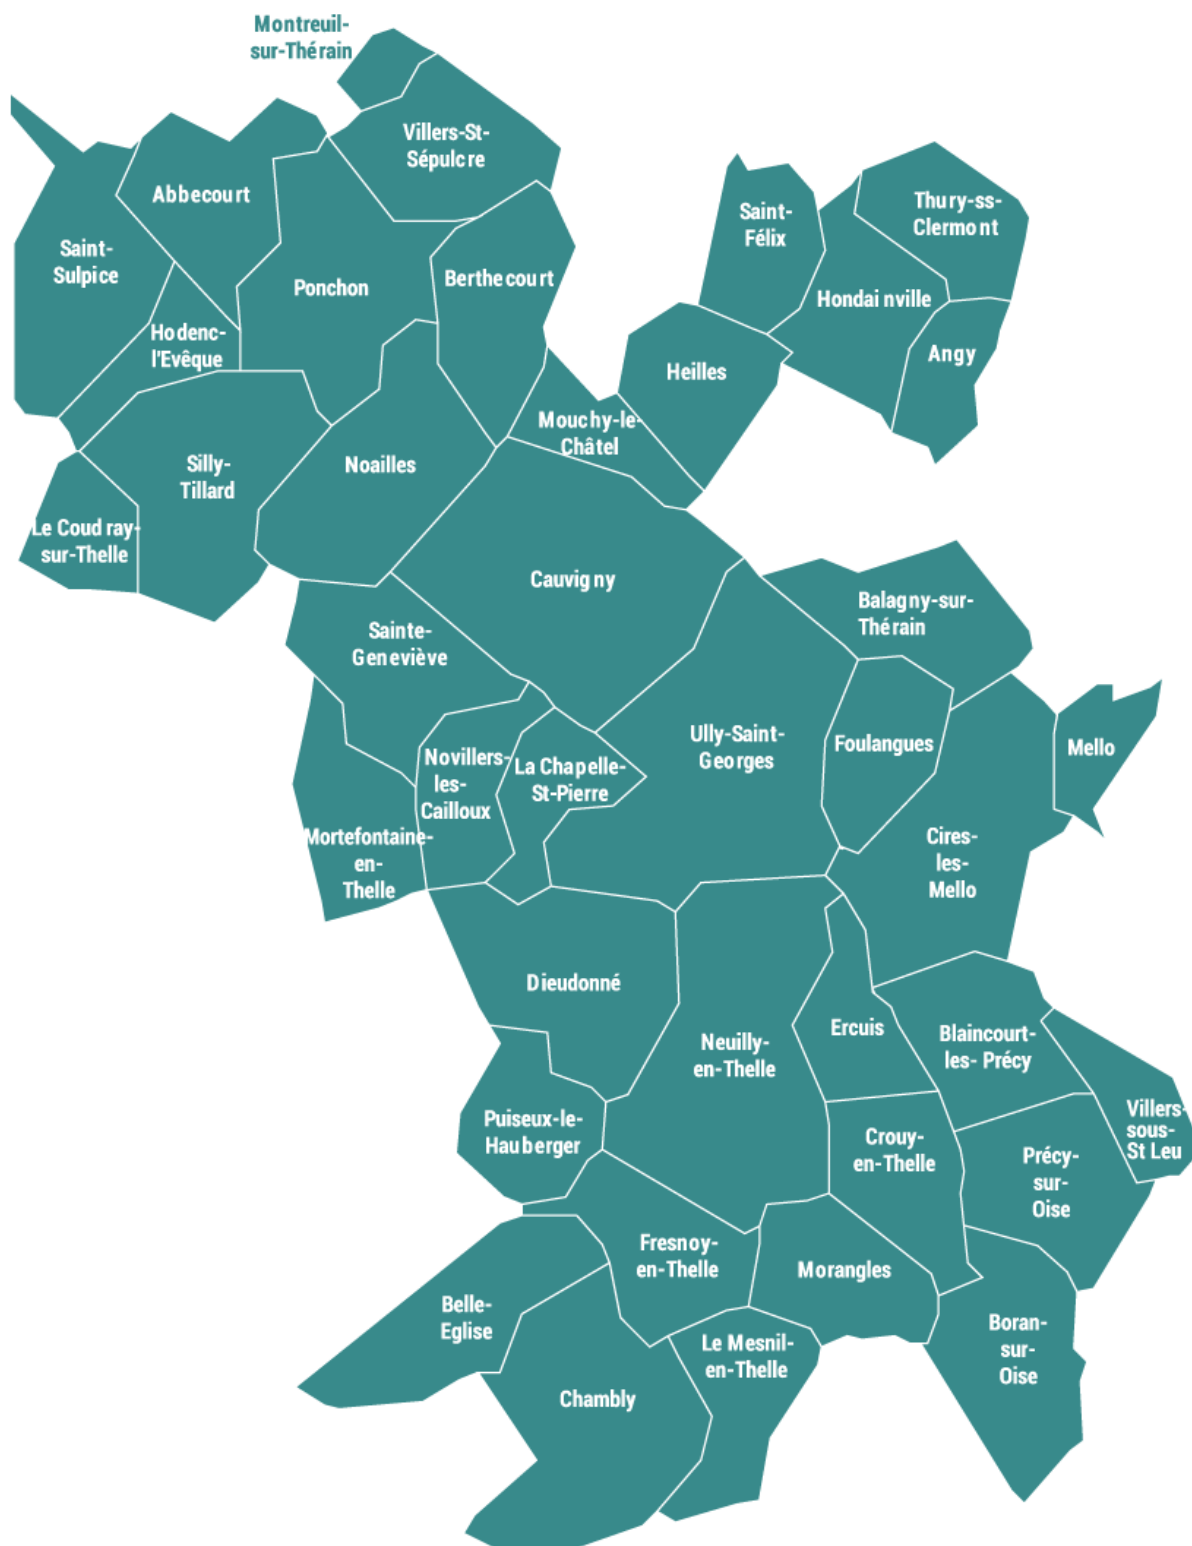 Montreuil-
sur-Thérain
Villers-St-
Sépulcre
Abbecourt
Saint-
Félix
Thury-ss-
Clermont
Saint-
Sulpice
Ponchon
Berthecourt
Hondainville
Hodenc-
l'Evêque
Angy
Heilles
Mouchy-le-
Châtel
Silly-
Tillard
Noailles
Le Coudray-
sur-Thelle
Cauvigny
Balagny-sur-
Thérain
Sainte-
Geneviève
Ully-Saint-
Georges
Foulangues
Mello
Novillers-
les-
Cailloux
La Chapelle-
St-Pierre
Mortefontaine-
en-
Thelle
Cires-
les-
Mello
Dieudonné
Neuilly-
en-Thelle
Ercuis
Blaincourt-
les- Précy
Villers-
sous-
St Leu
Puiseux-le-
Hauberger
Crouy-
en-Thelle
Précy-
sur-
Oise
Fresnoy-
en-Thelle
Morangles
Belle-
Eglise
Le Mesnil-
en-Thelle
Boran-
sur-
Oise
Chambly